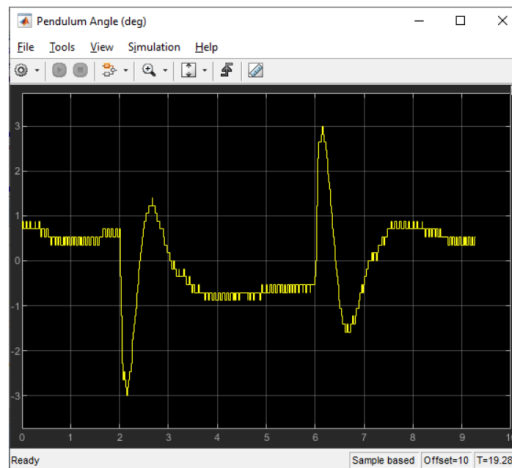 Pendulum Angle (deg)
File Tools View Simulation Help
3
2
1
0
-1
-2
-3
0 1 2 3 4 5 6 7 8 9 10
Ready Sample based Offset=10 T=19.28